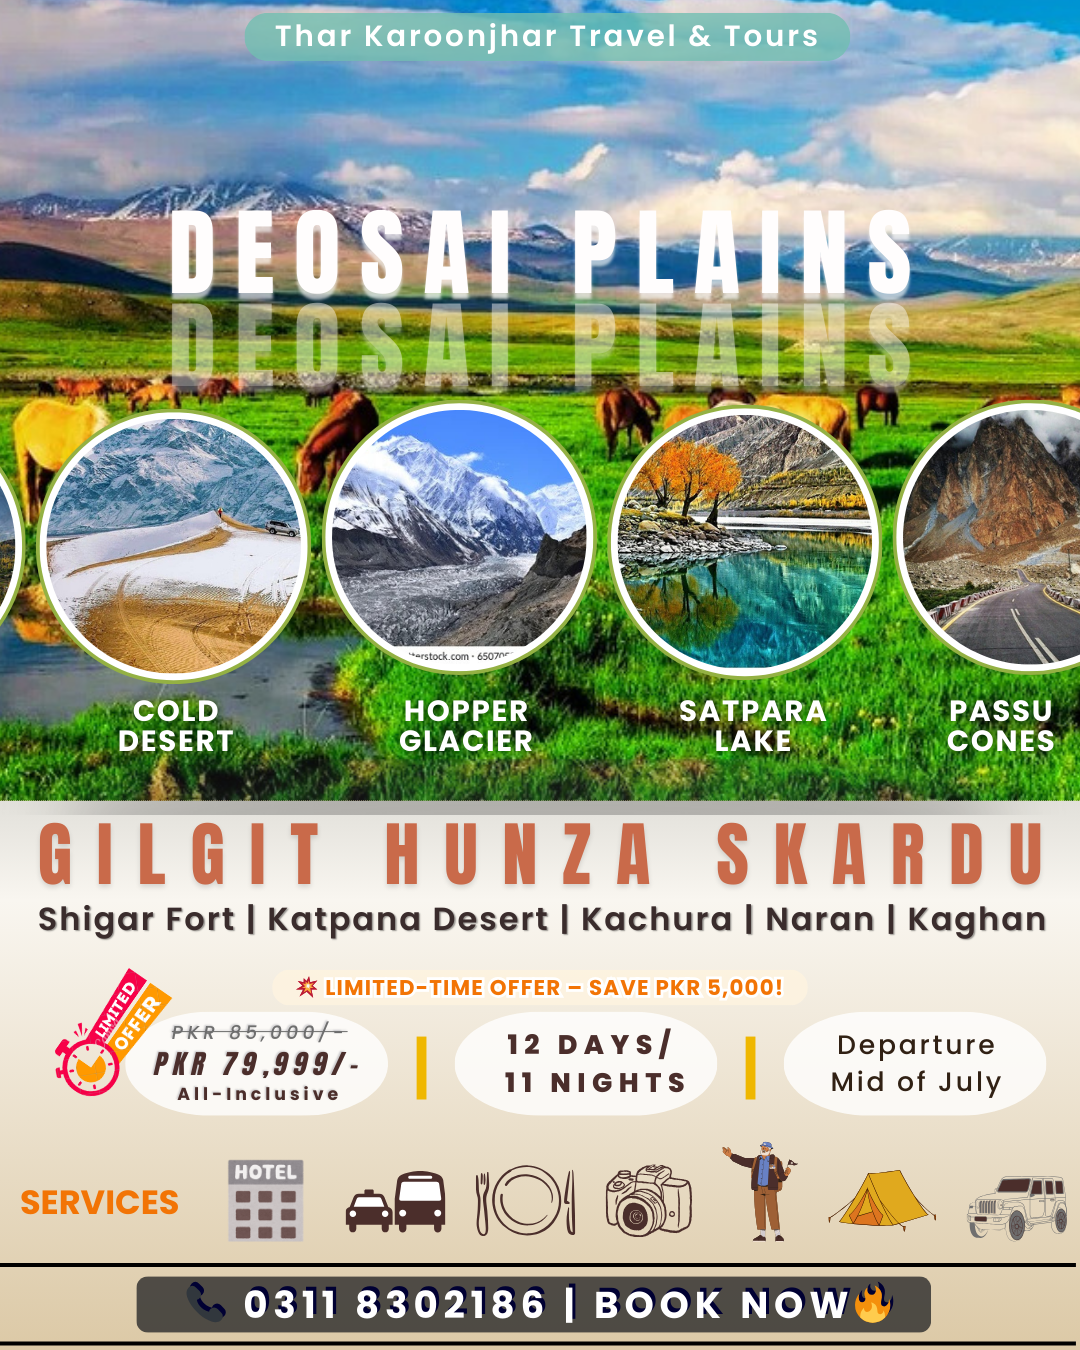 Thar Karoonjhar Travel & Tours
DEOSAI PLAINS
DEOSAI PLAINS
terstock.com · 65070
COLD
DESERT
HOPPER
GLACIER
SATPARA
LAKE
PASSU
CONES
GILGIT HUNZA SKARDU
Shigar Fort | Katpana Desert | Kachura | Naran | Kaghan
💥 LIMITED-TIME OFFER – SAVE PKR 5,000!
LIMITED
OFFER
PKR 85,000/-
PKR 79,999/-
All-Inclusive
12 DAYS/
11 NIGHTS
Departure
Mid of July
SERVICES
HOTEL
📞 0311 8302186 | BOOK NOW🔥